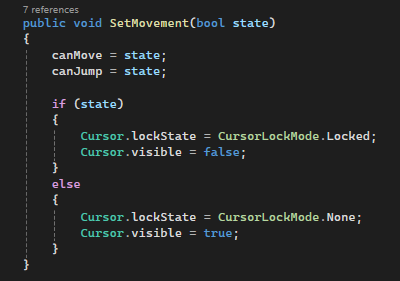 7 references
public void SetMovement(bool state)
{
    canMove = state;
    canJump = state;

    if (state)
    {
        Cursor.lockState = CursorLockMode.Locked;
        Cursor.visible = false;
    }
    else
    {
        Cursor.lockState = CursorLockMode.None;
        Cursor.visible = true;
    }
}